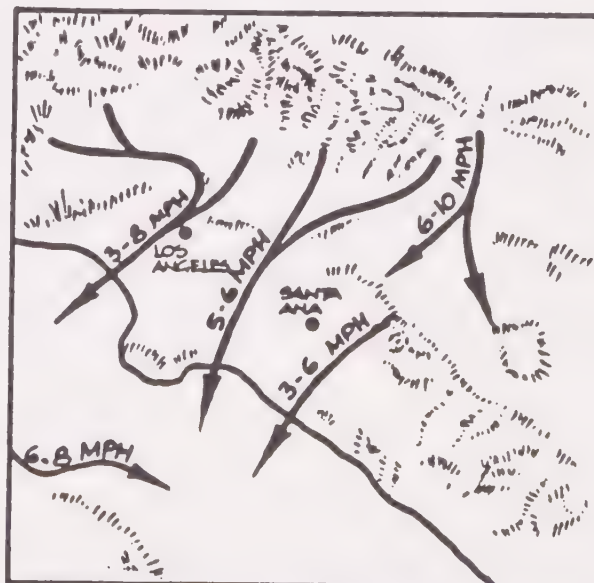 6-10 MPH
3-8 MPH
LOS
ANGELES
5-6 MPH
SANTA
ANA
3-6 MPH
6-8 MPH